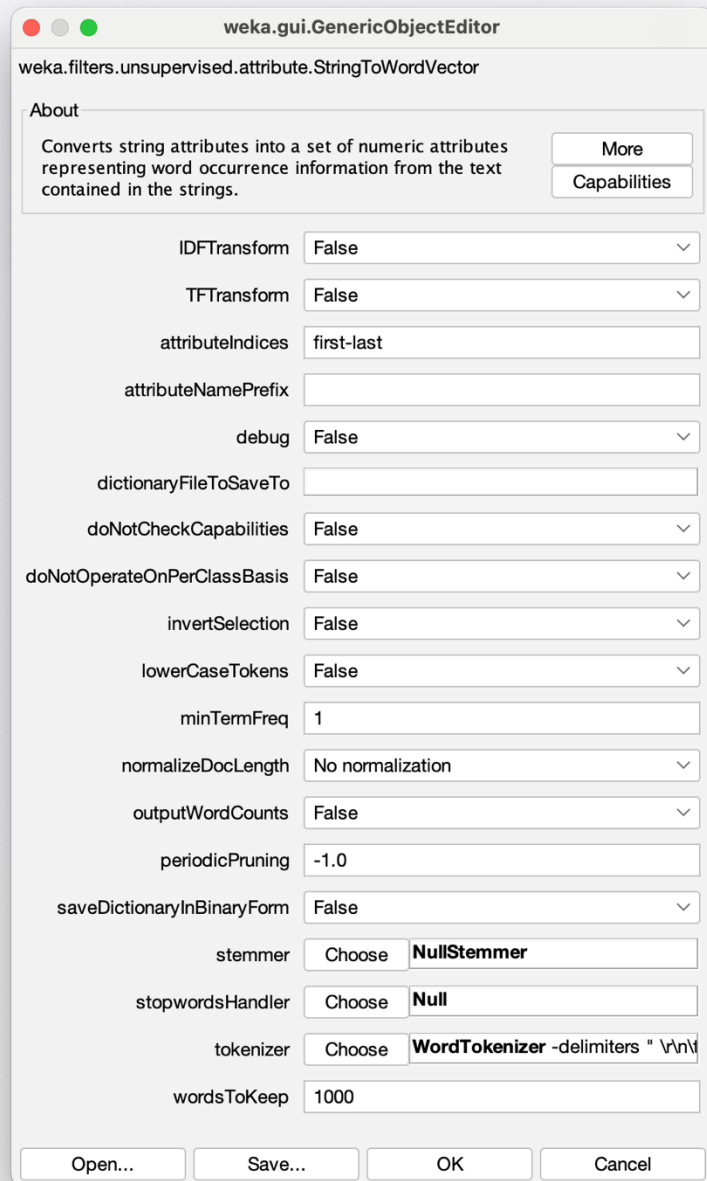 weka.gui.GenericObjectEditor
weka.filters.unsupervised.attribute.StringToWordVector
About
Converts string attributes into a set of numeric attributes
representing word occurrence information from the text
contained in the strings.
More
Capabilities
IDFTransform False
TFTransform False
attributeIndices first-last
attributeNamePrefix
debug False
dictionaryFileToSaveTo
doNotCheckCapabilities False
doNotOperateOnPerClassBasis False
invertSelection False
lowerCaseTokens False
minTermFreq 1
normalizeDocLength No normalization
outputWordCounts False
periodicPruning -1.0
saveDictionaryInBinaryForm False
stemmer Choose NullStemmer
stopwordsHandler Choose Null
tokenizer Choose WordTokenizer -delimiters " \r\n\t
wordsToKeep 1000
Open... Save... OK Cancel